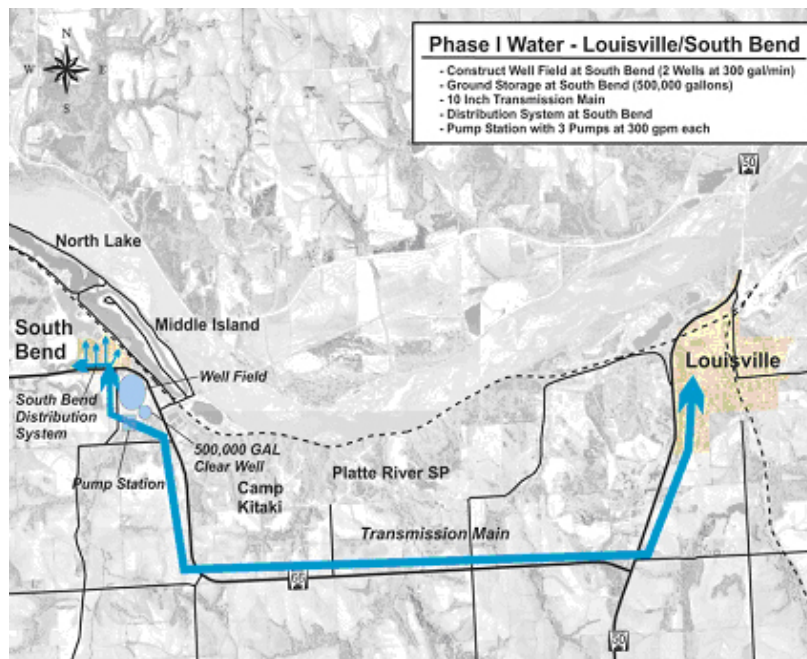 N
W
E
S
Phase I Water - Louisville/South Bend
- Construct Well Field at South Bend (2 Wells at 300 gal/min)
- Ground Storage at South Bend (500,000 gallons)
- 10 Inch Transmission Main
- Distribution System at South Bend
- Pump Station with 3 Pumps at 300 gpm each
50
North Lake
Middle Island
South
Bend
Well Field
Louisville
South Bend
Distribution
System
500,000 GAL
Clear Well
Pump Station
Camp
Kitaki
Platte River SP
Transmission Main
66
50